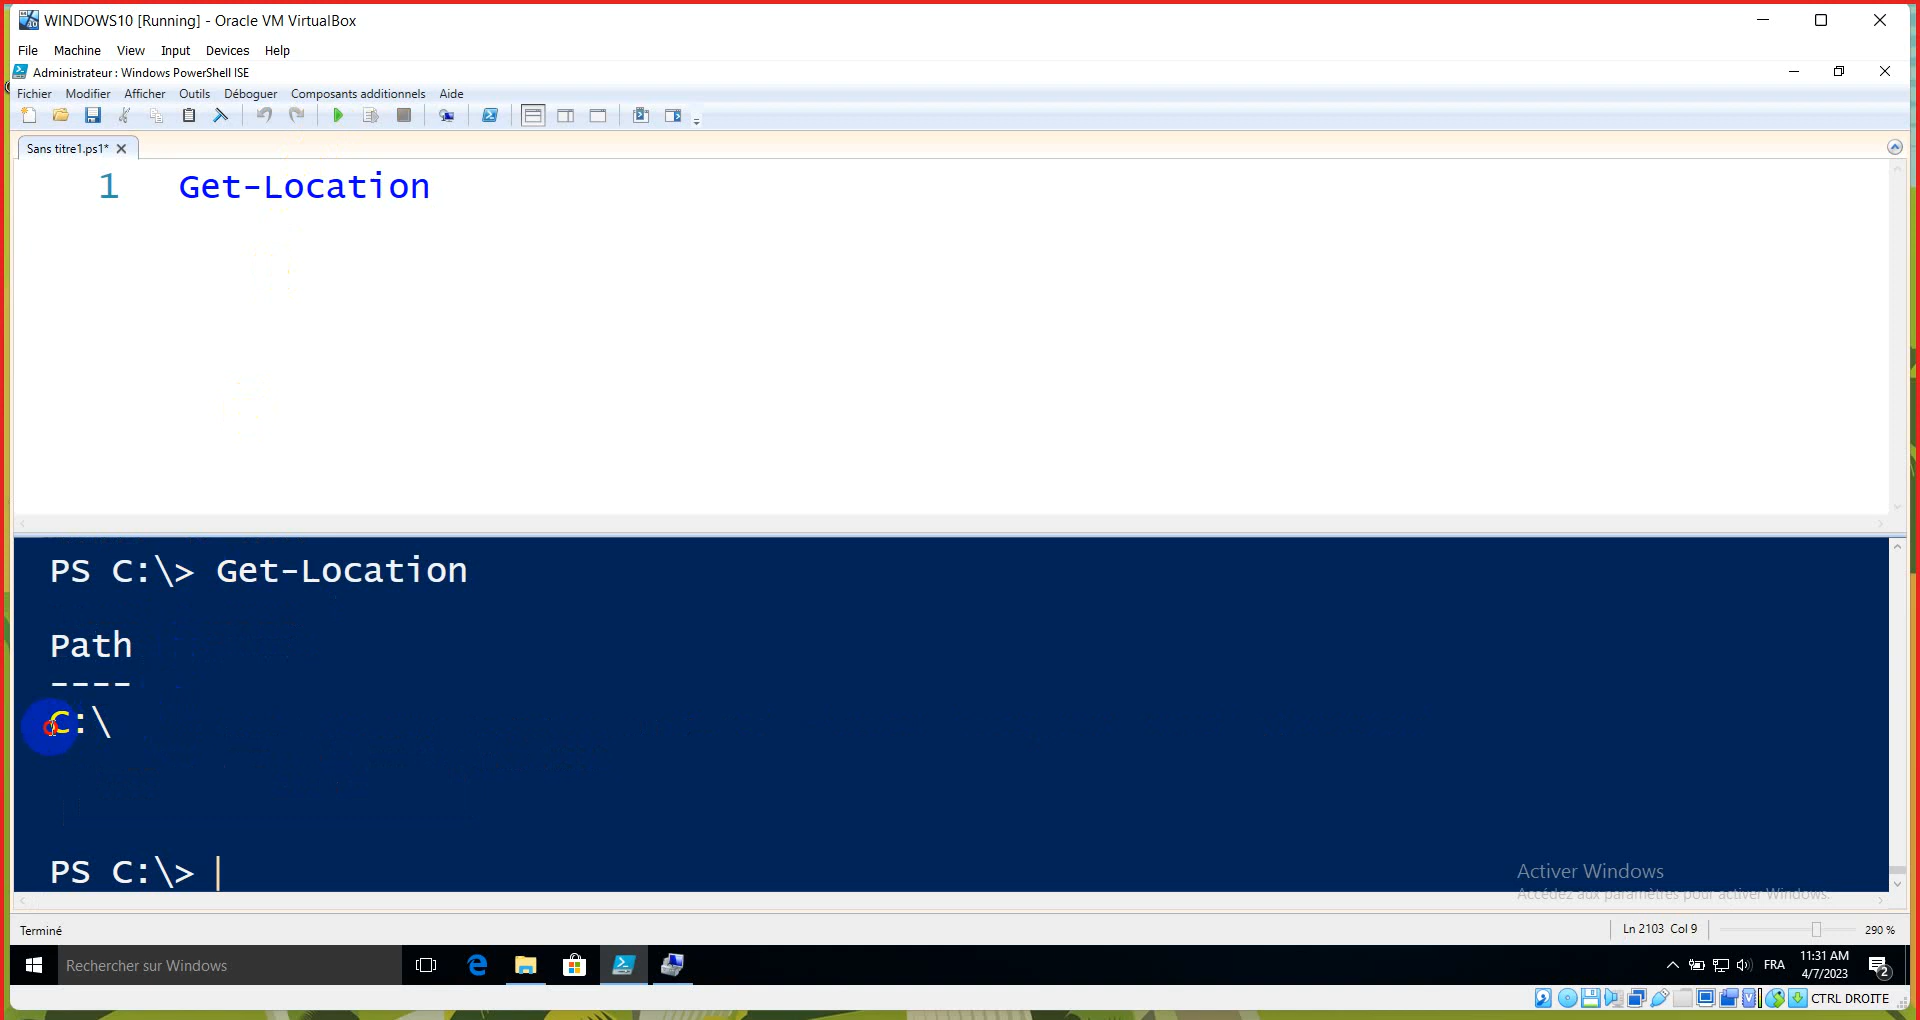 WINDOWS10 [Running] - Oracle VM VirtualBox
File Machine View Input Devices Help
Administrateur : Windows PowerShell ISE
Fichier Modifier Afficher Outils Déboguer Composants additionnels Aide
Sans titre1.ps1*
1 Get-Location
PS C:\> Get-Location
Path
----
C:\
PS C:\>
Activer Windows
Accédez aux paramètres pour activer Windows.
Terminé
Ln 2103 Col 9
290 %
Rechercher sur Windows
FRA
11:31 AM
4/7/2023
2
CTRL DROITE